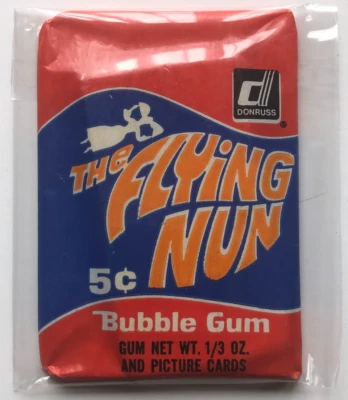 DONRUSS
THE FLYiNG
NUN
5¢
Bubble Gum
GUM NET WT. 1/3 OZ.
AND PICTURE CARDS